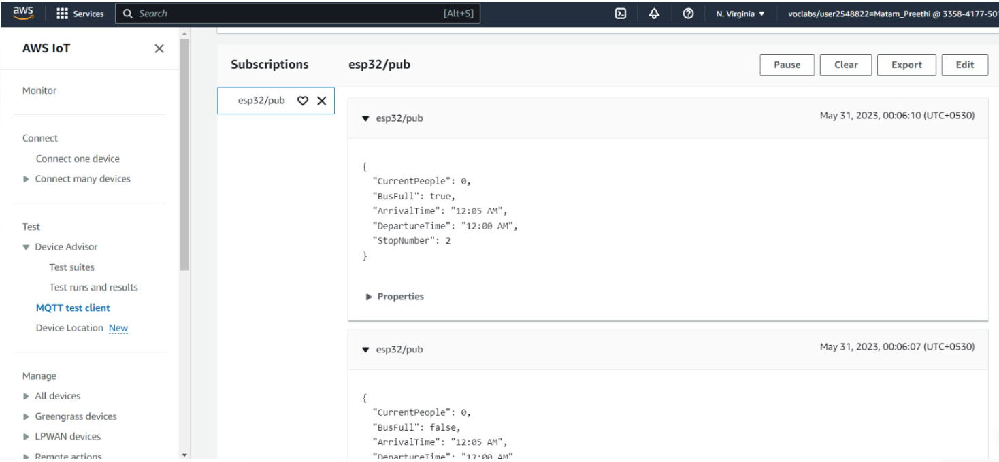 aws Services Search [Alt+S] N. Virginia ▼ voclabs/user2548822=Matam_Preethi @ 3358-4177-501
AWS IoT
Monitor
Connect
Connect one device
Connect many devices
Test
Device Advisor
Test suites
Test runs and results
MQTT test client
Device Location New
Manage
All devices
Greengrass devices
LPWAN devices
Remote actions
Subscriptions
esp32/pub
esp32/pub
Pause Clear Export Edit
esp32/pub May 31, 2023, 00:06:10 (UTC+0530)
{
"CurrentPeople": 0,
"BusFull": true,
"ArrivalTime": "12:05 AM",
"DepartureTime": "12:00 AM",
"StopNumber": 2
}
Properties
esp32/pub May 31, 2023, 00:06:07 (UTC+0530)
{
"CurrentPeople": 0,
"BusFull": false,
"ArrivalTime": "12:05 AM",
"DepartureTime": "12:00 AM"